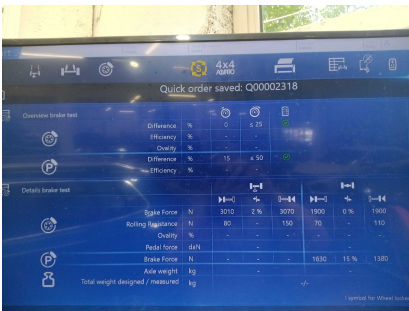 4x4
AUTO
Quick order saved: Q00002318
Overview brake test
Difference % 0 ≤ 25
Efficiency % - -
Ovality % - -
Difference % 15 ≤ 50
Efficiency % - -
Details brake test
Brake Force N 3010 2 % 3070 1900 0 % 1900
Rolling Resistance N 80 - 150 70 - 110
Ovality % - - - -
Pedal force daN - -
Brake Force N - - - 1630 15 % 1380
Axle weight kg - -
Total weight designed / measured kg -/-
! symbol for Wheel locked